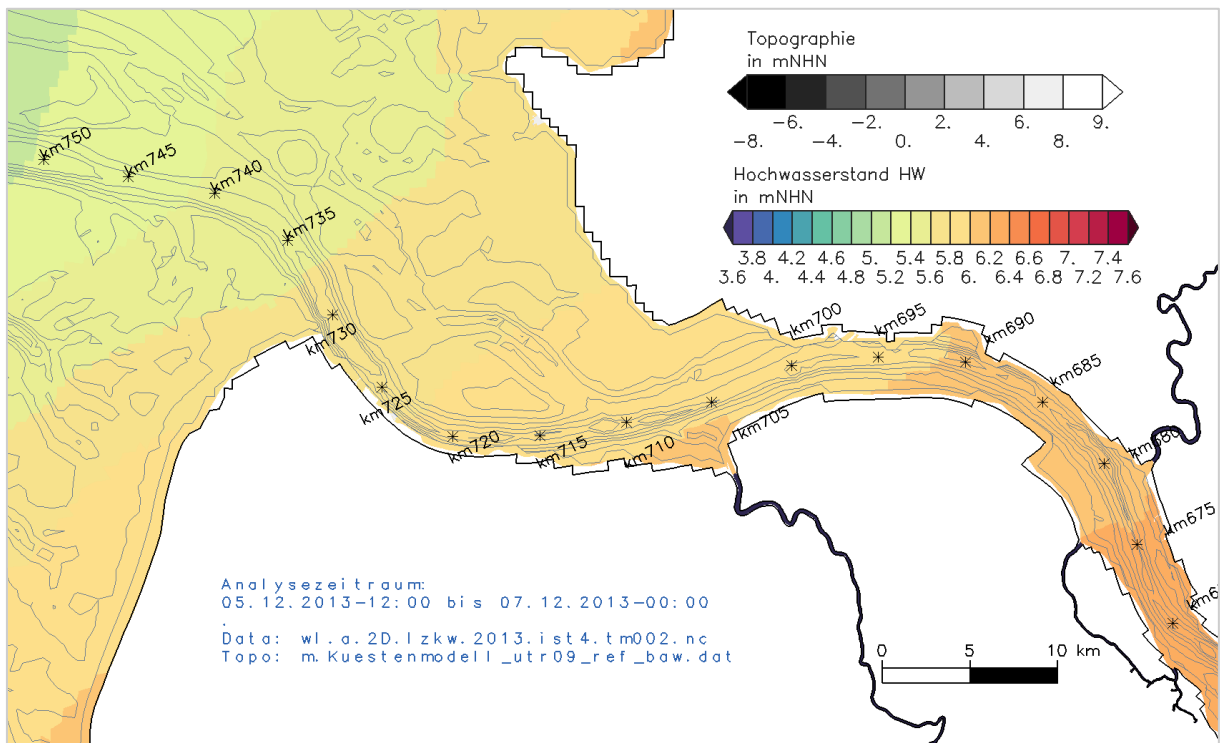 Topographie
in mNHN
-6. -2. 2. 6. 9.
-8. -4. 0. 4. 8.
Hochwasserstand HW
in mNHN
3.8 4.2 4.6 5. 5.4 5.8 6.2 6.6 7. 7.4
3.6 4. 4.4 4.8 5.2 5.6 6. 6.4 6.8 7.2 7.6
km750
km745
km740
km735
km730
km725
km720
km715
km710
km705
km700
km695
km690
km685
km680
km675
Analysezeitraum:
05.12.2013-12:00 bis 07.12.2013-00:00
.
Data: wl.a.2D.lzkw.2013.ist4.tm002.nc
Topo: m.Kuestenmodell_utr09_ref_baw.dat
0 5 10 km